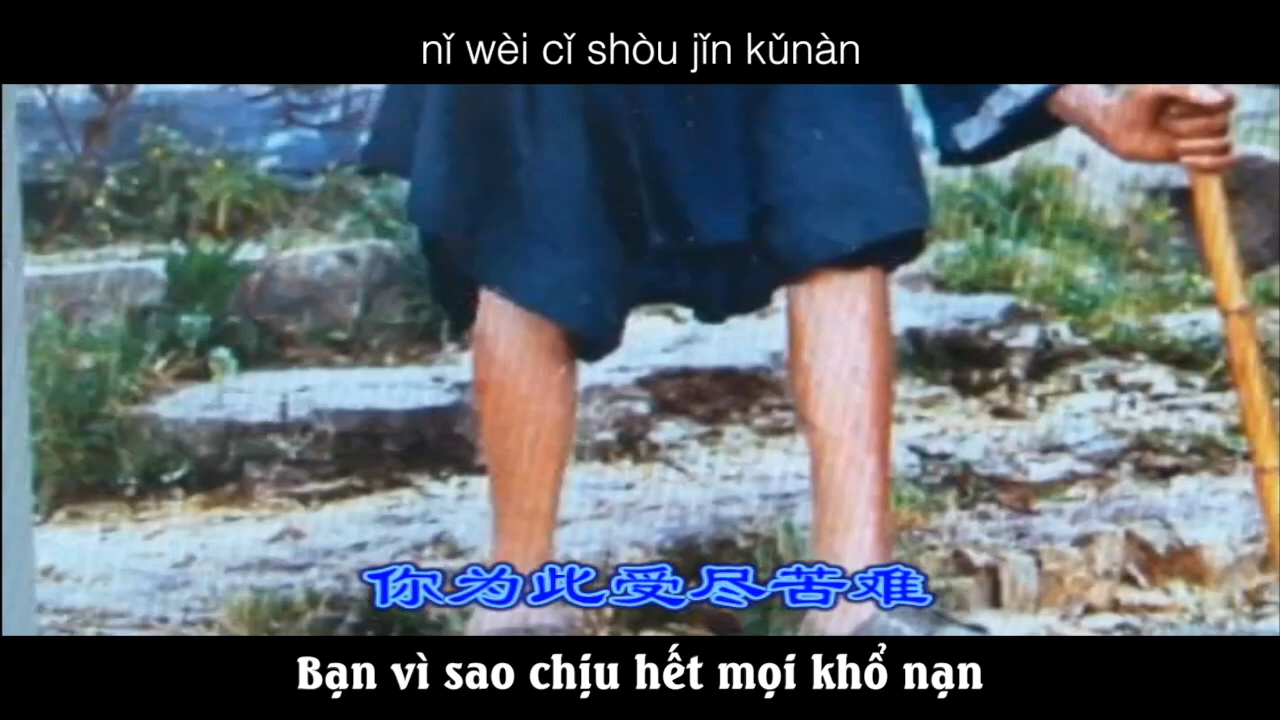 nǐ wèi cǐ shòu jǐn kǔnàn
你为此受尽苦难
Bạn vì sao chịu hết mọi khổ nạn